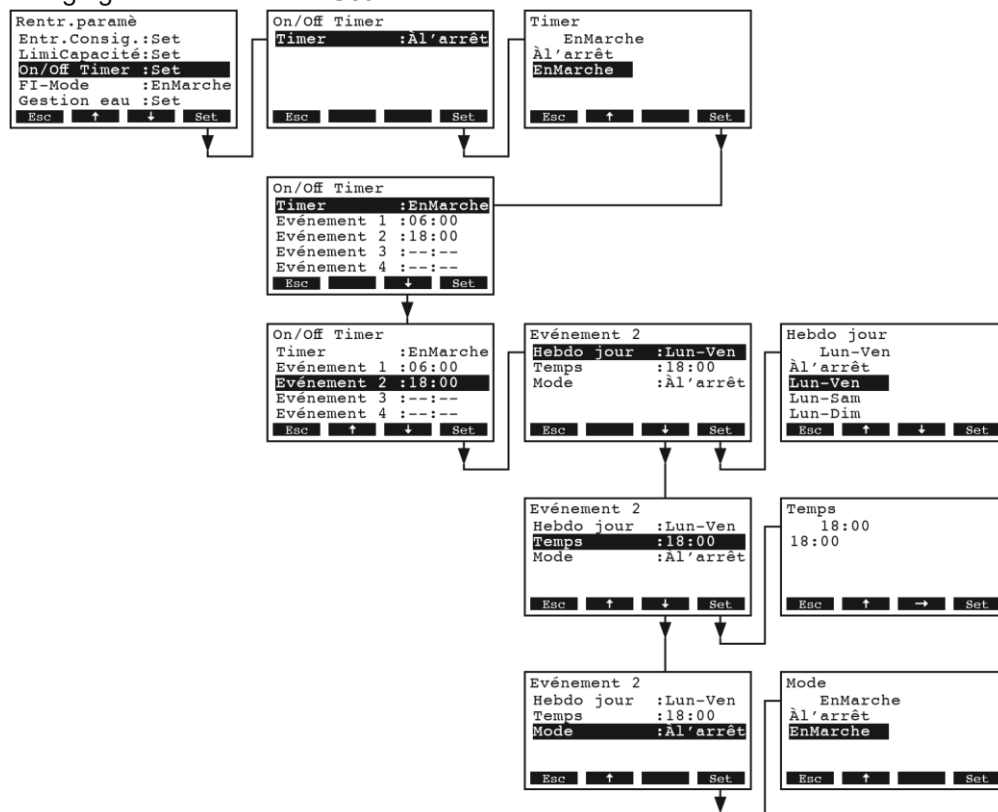 Rentr.paramè
Entr.Consig.:Set
LimiCapacité:Set
On/Off Timer :Set
FI-Mode :EnMarche
Gestion eau :Set
Esc ↑ ↓ Set
On/Off Timer
Timer :Àl'arrêt
Esc Set
Timer
EnMarche
Àl'arrêt
EnMarche
Esc ↑ Set
On/Off Timer
Timer :EnMarche
Evénement 1 :06:00
Evénement 2 :18:00
Evénement 3 :--:--
Evénement 4 :--:--
Esc ↓ Set
On/Off Timer
Timer :EnMarche
Evénement 1 :06:00
Evénement 2 :18:00
Evénement 3 :--:--
Evénement 4 :--:--
Esc ↑ ↓ Set
Evénement 2
Hebdo jour :Lun-Ven
Temps :18:00
Mode :Àl'arrêt
Esc ↓ Set
Hebdo jour
Lun-Ven
Àl'arrêt
Lun-Ven
Lun-Sam
Lun-Dim
Esc ↑ ↓ Set
Evénement 2
Hebdo jour :Lun-Ven
Temps :18:00
Mode :Àl'arrêt
Esc ↑ ↓ Set
Temps
18:00
18:00
Esc ↑ → Set
Evénement 2
Hebdo jour :Lun-Ven
Temps :18:00
Mode :Àl'arrêt
Esc ↑ Set
Mode
EnMarche
Àl'arrêt
EnMarche
Esc ↑ Set